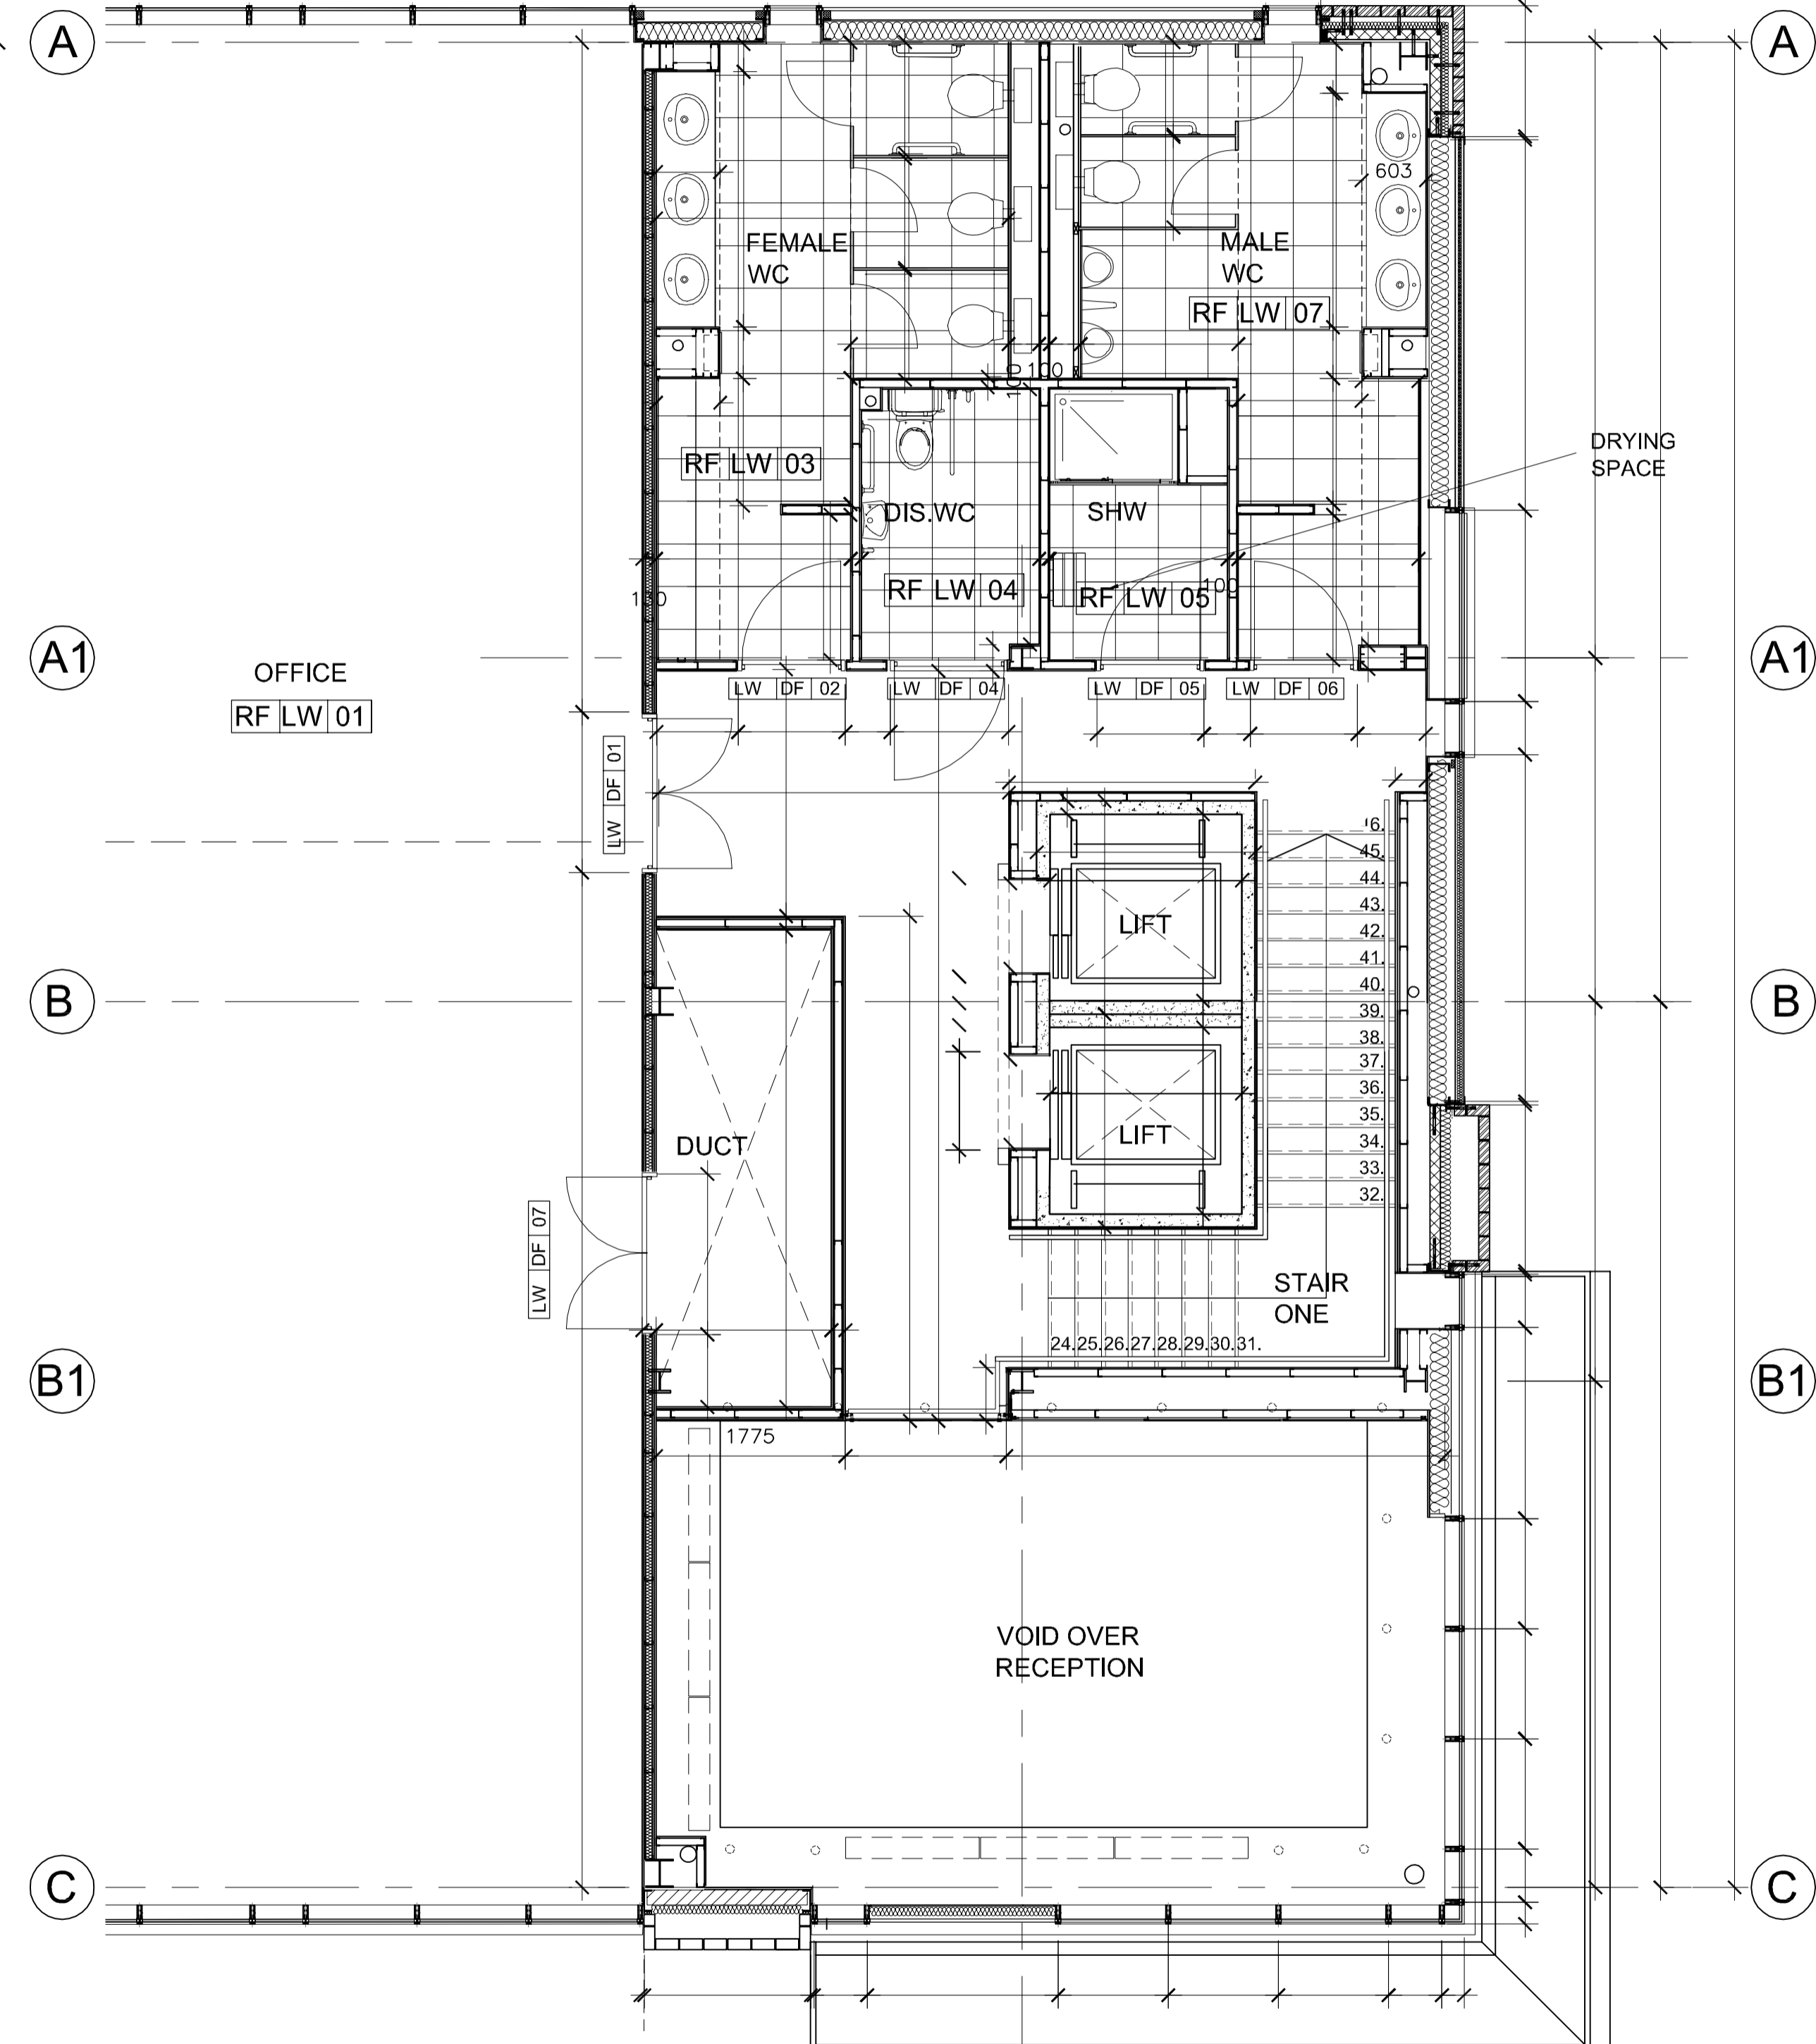 A
A
603
FEMALE
WC
MALE
WC
RF LW 07
100
100
DRYING
SPACE
RF LW 03
DIS.WC
SHW
RF LW 04
RF LW 05
100
A1
A1
OFFICE
RF LW 01
LW DF 02
LW DF 04
LW DF 05
LW DF 06
LW DF 01
45.
44.
43.
42.
41.
40.
39.
38.
37.
36.
35.
34.
33.
32.
LIFT
B
B
LIFT
DUCT
LW DF 07
STAIR
ONE
24.25.26.27.28.29.30.31.
B1
B1
1775
VOID OVER
RECEPTION
C
C